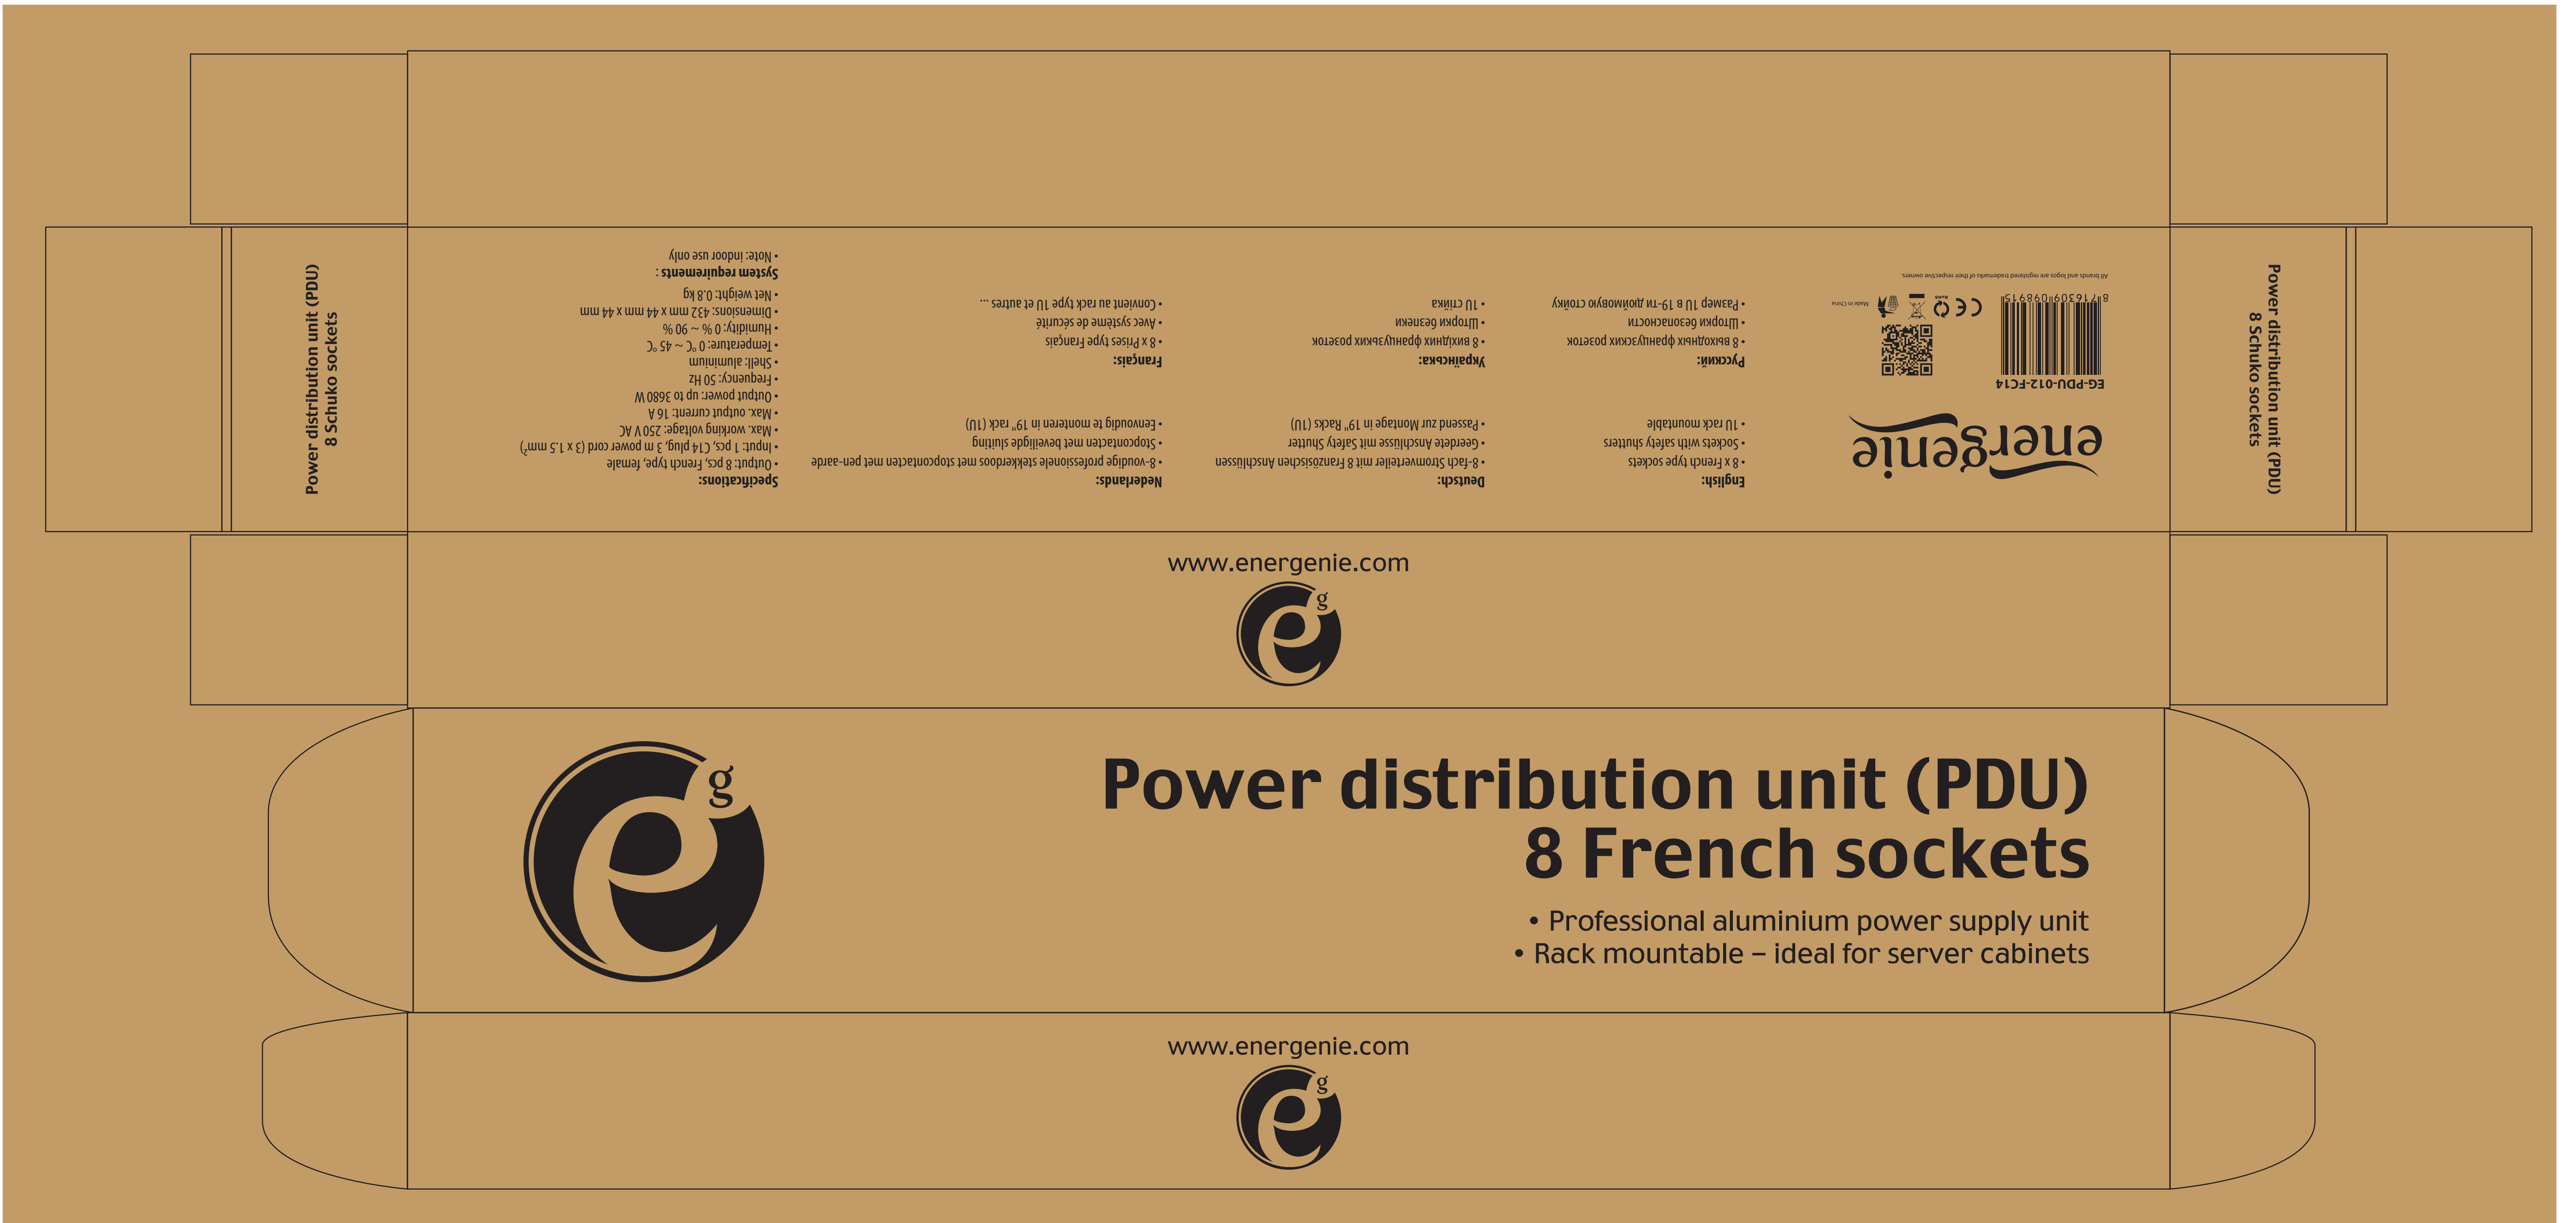 Power distribution unit (PDU)
8 Schuko sockets
Specifications:
• Output: 8 pcs, French type, female
• Input: 1 pcs, C14 plug, 3 m power cord (3 x 1.5 mm²)
• Max. working voltage: 250 V AC
• Max. output current: 16 A
• Output power: up to 3680 W
• Frequency: 50 Hz
• Shell: aluminium
• Temperature: 0 °C ~ 45 °C
• Humidity: 0 % ~ 90 %
• Dimensions: 432 mm x 44 mm x 44 mm
• Net weight: 0.8 kg
System requirements :
• Note: indoor use only
Nederlands:
• 8-voudige professionele stekkerdoos met stopcontacten met pen-aarde
• Stopcontacten met beveiligde sluiting
• Eenvoudig te monteren in 19" rack (1U)
Français:
• 8 x Prises type Français
• Avec système de sécurité
• Convient au rack type 1U et autres ...
Deutsch:
• 8-fach Stromverteiler mit 8 Französischen Anschlüssen
• Geerdete Anschlüsse mit Safety Shutter
• Passend zur Montage in 19" Racks (1U)
Українська:
• 8 вихідних французьких розеток
• Шторки безпеки
• 1U стійка
English:
• 8 x French type sockets
• Sockets with safety shutters
• 1U rack mountable
Русский:
• 8 выходных французских розеток
• Шторки безопасности
• Размер 1U в 19-ти дюймовую стойку
energenie
EG-PDU-012-FC14
8 716309 098915
CE
RoHS
Made in China
All brands and logos are registered trademarks of their respective owners.
Power distribution unit (PDU)
8 Schuko sockets
www.energenie.com
e g
e g
Power distribution unit (PDU)
8 French sockets
• Professional aluminium power supply unit
• Rack mountable – ideal for server cabinets
www.energenie.com
e g